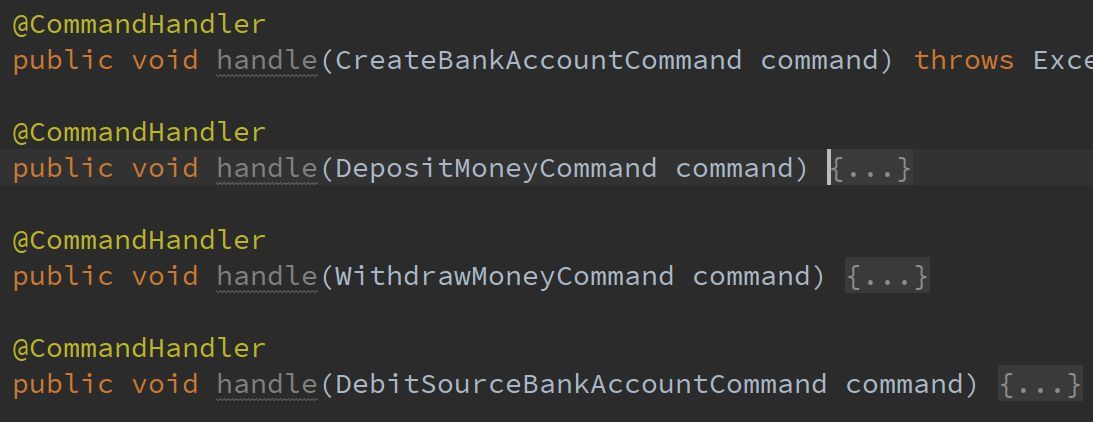 @CommandHandler
public void handle(CreateBankAccountCommand command) throws Exce
@CommandHandler
public void handle(DepositMoneyCommand command) {...}
@CommandHandler
public void handle(WithdrawMoneyCommand command) {...}
@CommandHandler
public void handle(DebitSourceBankAccountCommand command) {...}